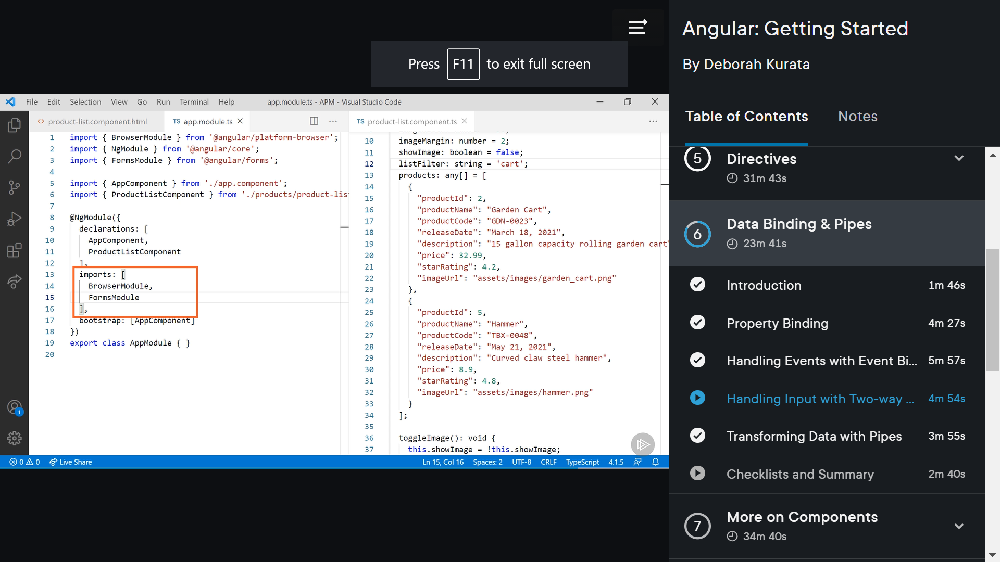 Press F11 to exit full screen
File Edit Selection View Go Run Terminal Help app.module.ts - APM - Visual Studio Code
product-list.component.html
TS app.module.ts
1 import { BrowserModule } from '@angular/platform-browser';
2 import { NgModule } from '@angular/core';
3 import { FormsModule } from '@angular/forms';
4
5 import { AppComponent } from './app.component';
6 import { ProductListComponent } from './products/product-lis
7
8 @NgModule({
9 declarations: [
10 AppComponent,
11 ProductListComponent
12 ],
13 imports: [
14 BrowserModule,
15 FormsModule
16 ],
17 bootstrap: [AppComponent]
18 })
19 export class AppModule { }
20
TS product-list.component.ts
10 imageMargin: number = 2;
11 showImage: boolean = false;
12 listFilter: string = 'cart';
13 products: any[] = [
14 {
15 "productId": 2,
16 "productName": "Garden Cart",
17 "productCode": "GDN-0023",
18 "releaseDate": "March 18, 2021",
19 "description": "15 gallon capacity rolling garden cart"
20 "price": 32.99,
21 "starRating": 4.2,
22 "imageUrl": "assets/images/garden_cart.png"
23 },
24 {
25 "productId": 5,
26 "productName": "Hammer",
27 "productCode": "TBX-0048",
28 "releaseDate": "May 21, 2021",
29 "description": "Curved claw steel hammer",
30 "price": 8.9,
31 "starRating": 4.8,
32 "imageUrl": "assets/images/hammer.png"
33 }
34 ];
35
36 toggleImage(): void {
37 this.showImage = !this.showImage;
1
0 0 Live Share Ln 15, Col 16 Spaces: 2 UTF-8 CRLF TypeScript 4.1.5
Angular: Getting Started
By Deborah Kurata
Table of Contents Notes
5 Directives
31m 43s
6 Data Binding & Pipes
23m 41s
Introduction 1m 46s
Property Binding 4m 27s
Handling Events with Event Bi... 5m 57s
Handling Input with Two-way ... 4m 54s
Transforming Data with Pipes 3m 55s
Checklists and Summary 2m 40s
7 More on Components
34m 40s